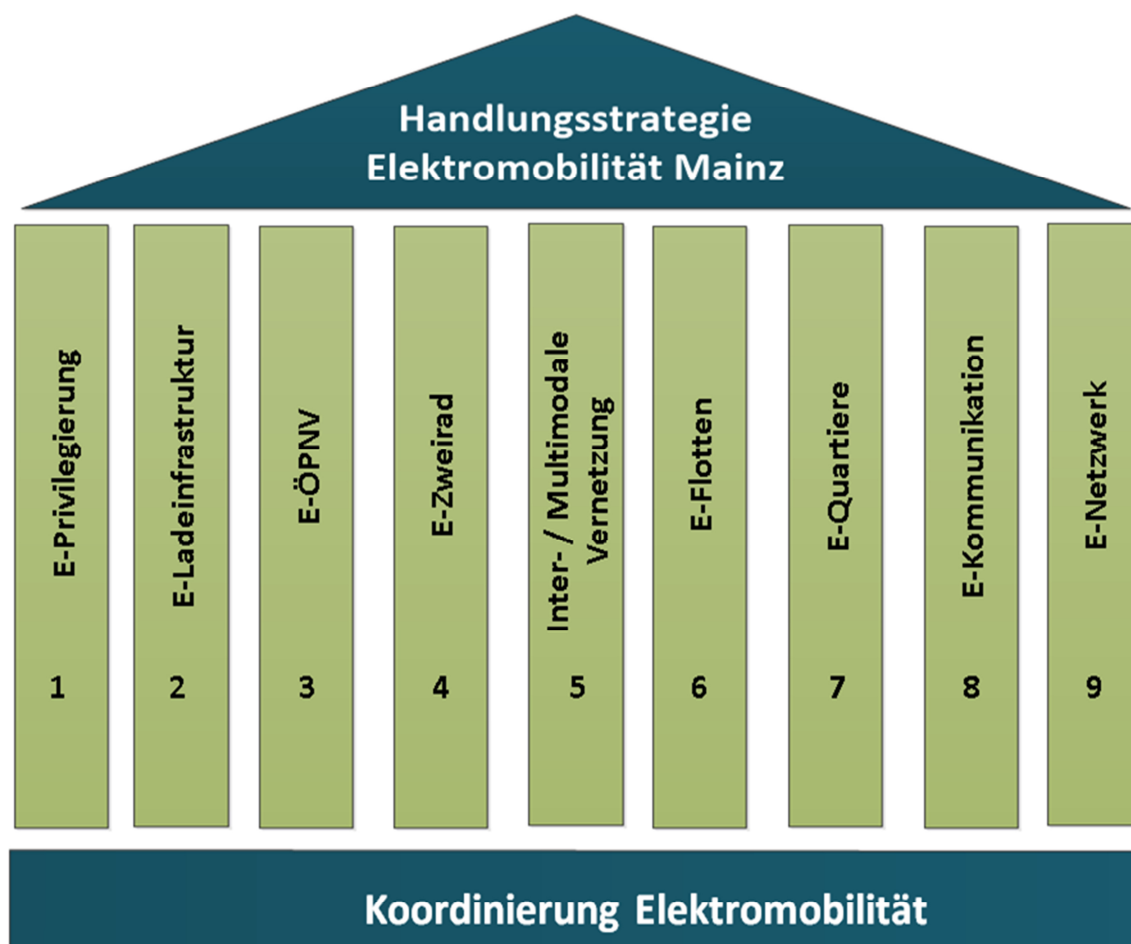 Handlungsstrategie
Elektromobilität Mainz
E-Privilegierung
1
E-Ladeinfrastruktur
2
E-ÖPNV
3
E-Zweirad
4
Inter- / Multimodale
Vernetzung
5
E-Flotten
6
E-Quartiere
7
E-Kommunikation
8
E-Netzwerk
9
Koordinierung Elektromobilität